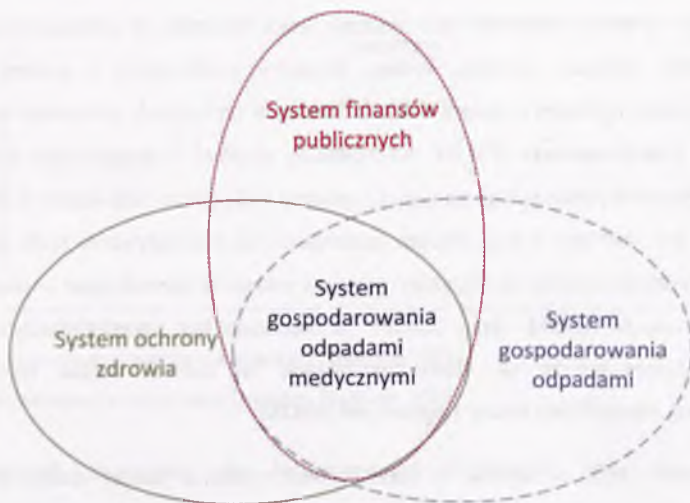 System finansów
publicznych
System ochrony
zdrowia
System
gospodarowania
odpadami
medycznymi
System
gospodarowania
odpadami